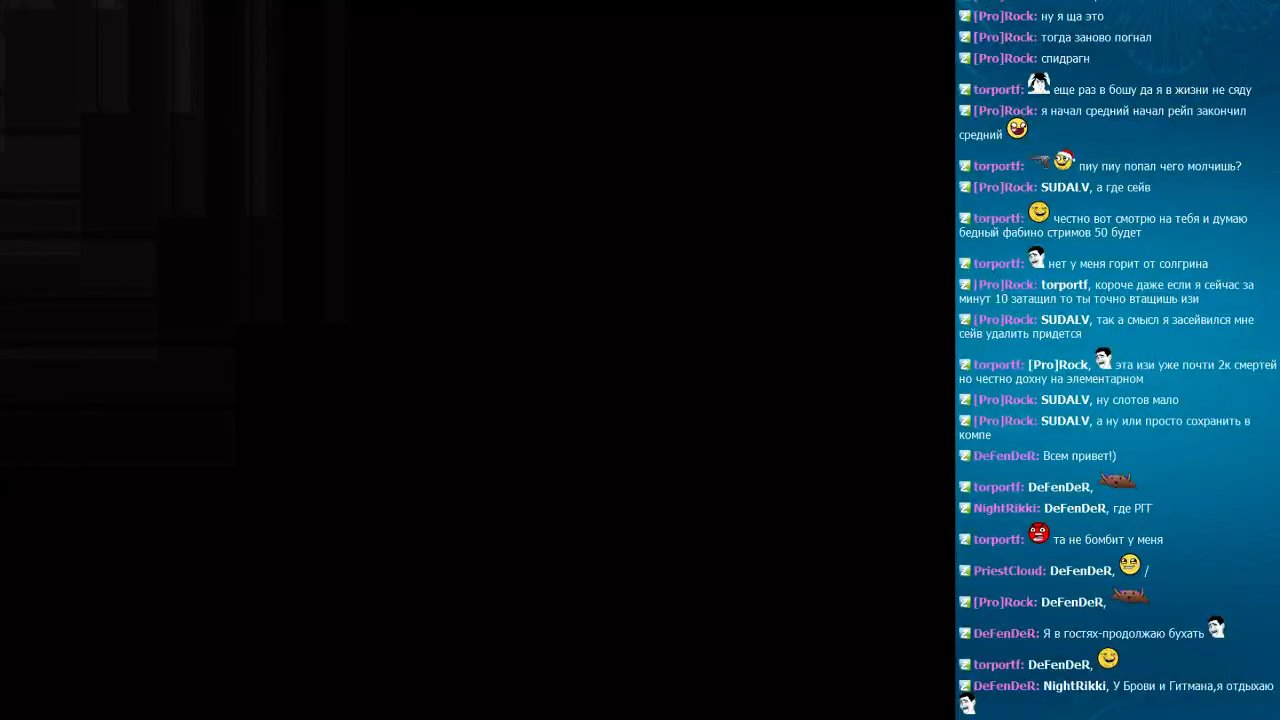 [Pro]Rock: ну я ща это
[Pro]Rock: тогда заново погнал
[Pro]Rock: спидрагн
torportf: еще раз в бошу да я в жизни не сяду
[Pro]Rock: я начал средний начал рейп закончил
средний
torportf: пиу пиу попал чего молчишь?
[Pro]Rock: SUDALV, а где сейв
torportf: честно вот смотрю на тебя и думаю
бедный фабино стримов 50 будет
torportf: нет у меня горит от солгрина
[Pro]Rock: torportf, короче даже если я сейчас за
минут 10 затащил то ты точно втащишь изи
[Pro]Rock: SUDALV, так а смысл я засейвился мне
сейв удалить придется
torportf: [Pro]Rock, эта изи уже почти 2к смертей
но честно дохну на элементарном
[Pro]Rock: SUDALV, ну слотов мало
[Pro]Rock: SUDALV, а ну или просто сохранить в
компе
DeFenDeR: Всем привет!)
torportf: DeFenDeR,
NightRikki: DeFenDeR, где РГГ
torportf: та не бомбит у меня
PriestCloud: DeFenDeR, /
[Pro]Rock: DeFenDeR,
DeFenDeR: Я в гостях-продолжаю бухать
torportf: DeFenDeR,
DeFenDeR: NightRikki, У Брови и Гитмана,я отдыхаю